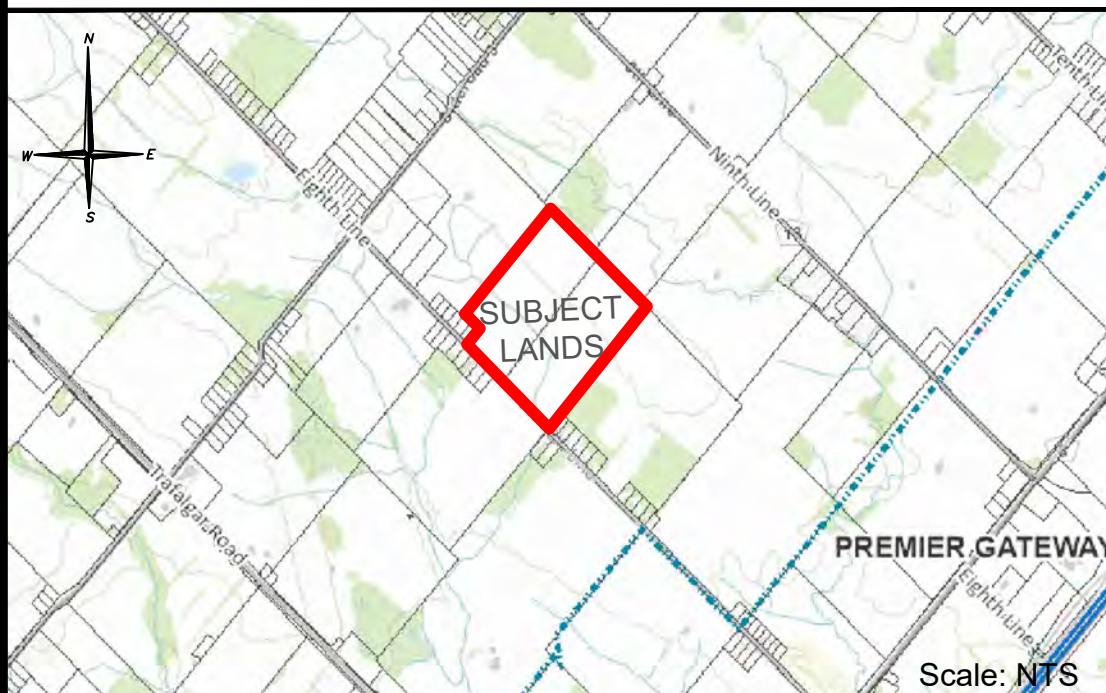 N
W
E
S
Tenth Line
Eighth Line
Ninth Line
SUBJECT
LANDS
Trafalgar Road
PREMIER GATEWAY
Eighth Line
Scale: NTS